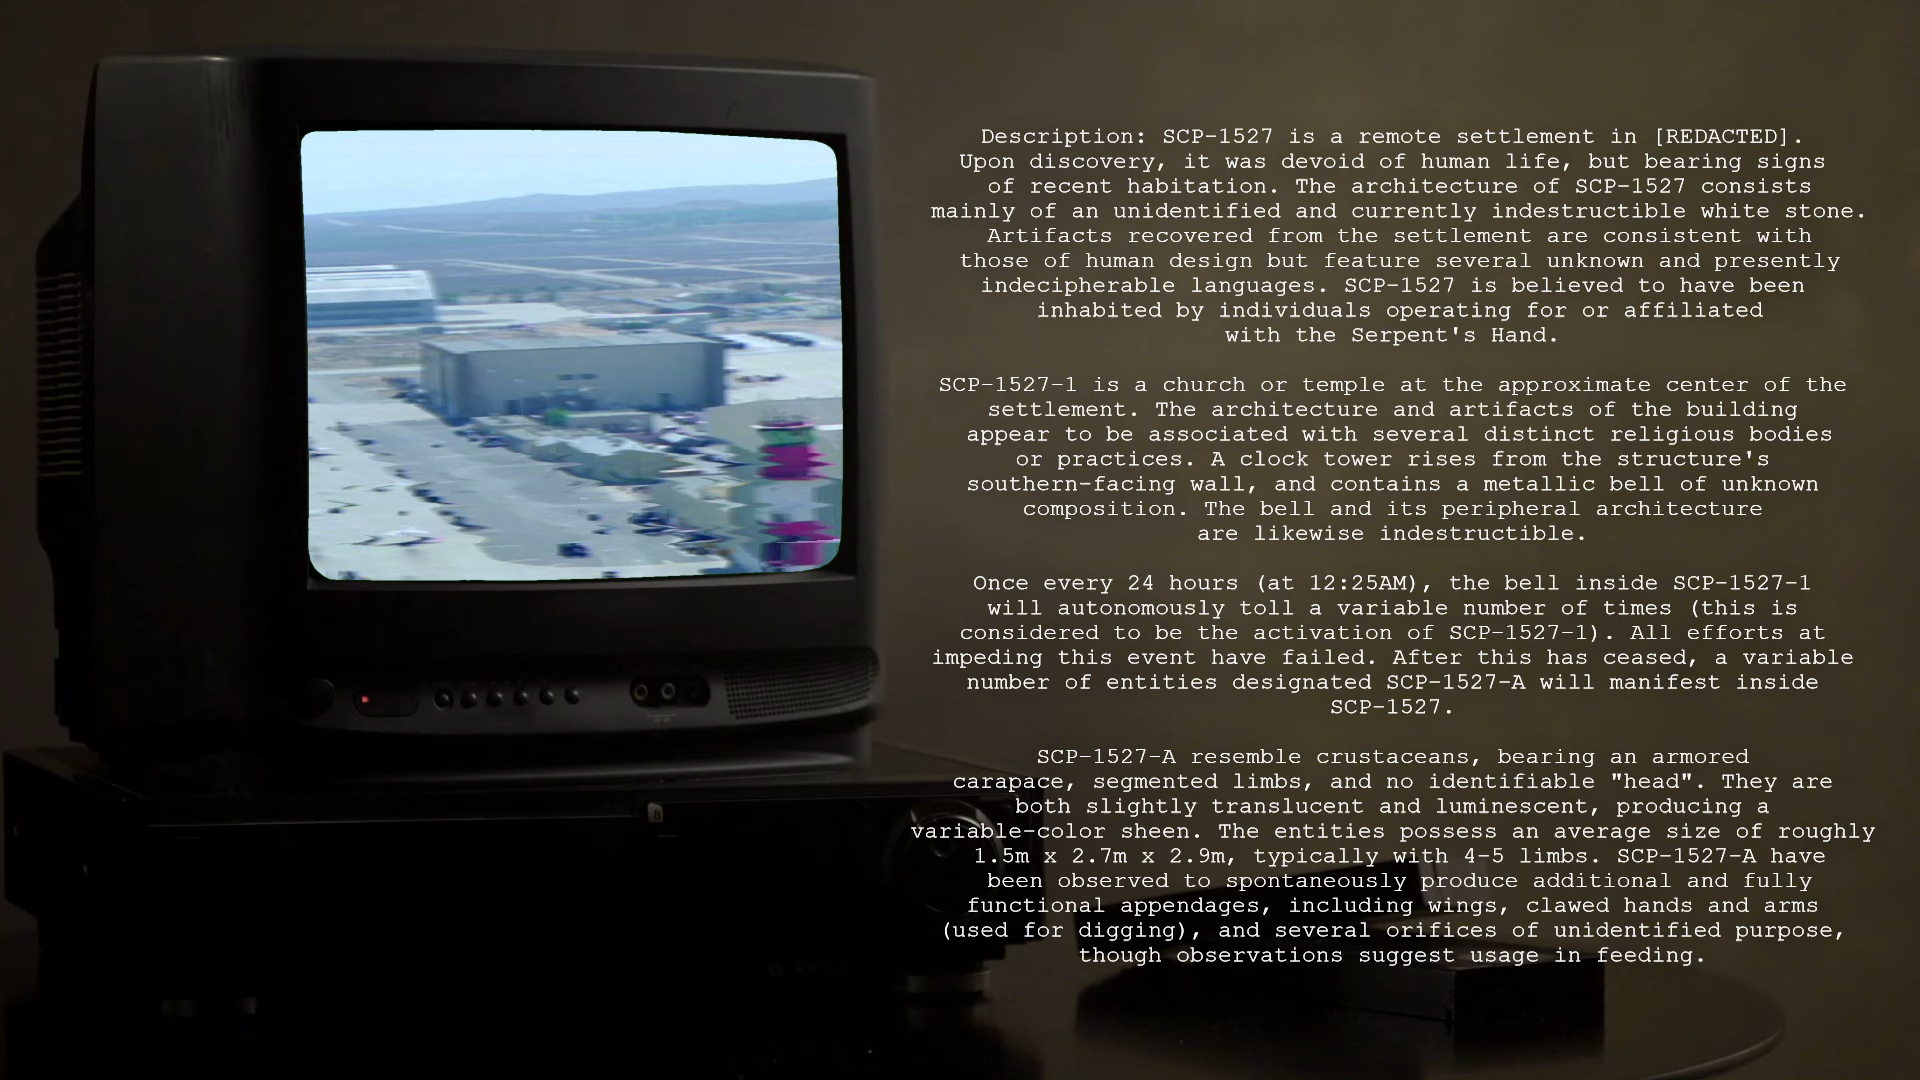 Description: SCP-1527 is a remote settlement in [REDACTED].
Upon discovery, it was devoid of human life, but bearing signs
of recent habitation. The architecture of SCP-1527 consists
mainly of an unidentified and currently indestructible white stone.
Artifacts recovered from the settlement are consistent with
those of human design but feature several unknown and presently
indecipherable languages. SCP-1527 is believed to have been
inhabited by individuals operating for or affiliated
with the Serpent's Hand.
SCP-1527-1 is a church or temple at the approximate center of the
settlement. The architecture and artifacts of the building
appear to be associated with several distinct religious bodies
or practices. A clock tower rises from the structure's
southern-facing wall, and contains a metallic bell of unknown
composition. The bell and its peripheral architecture
are likewise indestructible.
Once every 24 hours (at 12:25AM), the bell inside SCP-1527-1
will autonomously toll a variable number of times (this is
considered to be the activation of SCP-1527-1). All efforts at
impeding this event have failed. After this has ceased, a variable
number of entities designated SCP-1527-A will manifest inside
SCP-1527.
SCP-1527-A resemble crustaceans, bearing an armored
carapace, segmented limbs, and no identifiable "head". They are
both slightly translucent and luminescent, producing a
variable-color sheen. The entities possess an average size of roughly
1.5m x 2.7m x 2.9m, typically with 4-5 limbs. SCP-1527-A have
been observed to spontaneously produce additional and fully
functional appendages, including wings, clawed hands and arms
(used for digging), and several orifices of unidentified purpose,
though observations suggest usage in feeding.